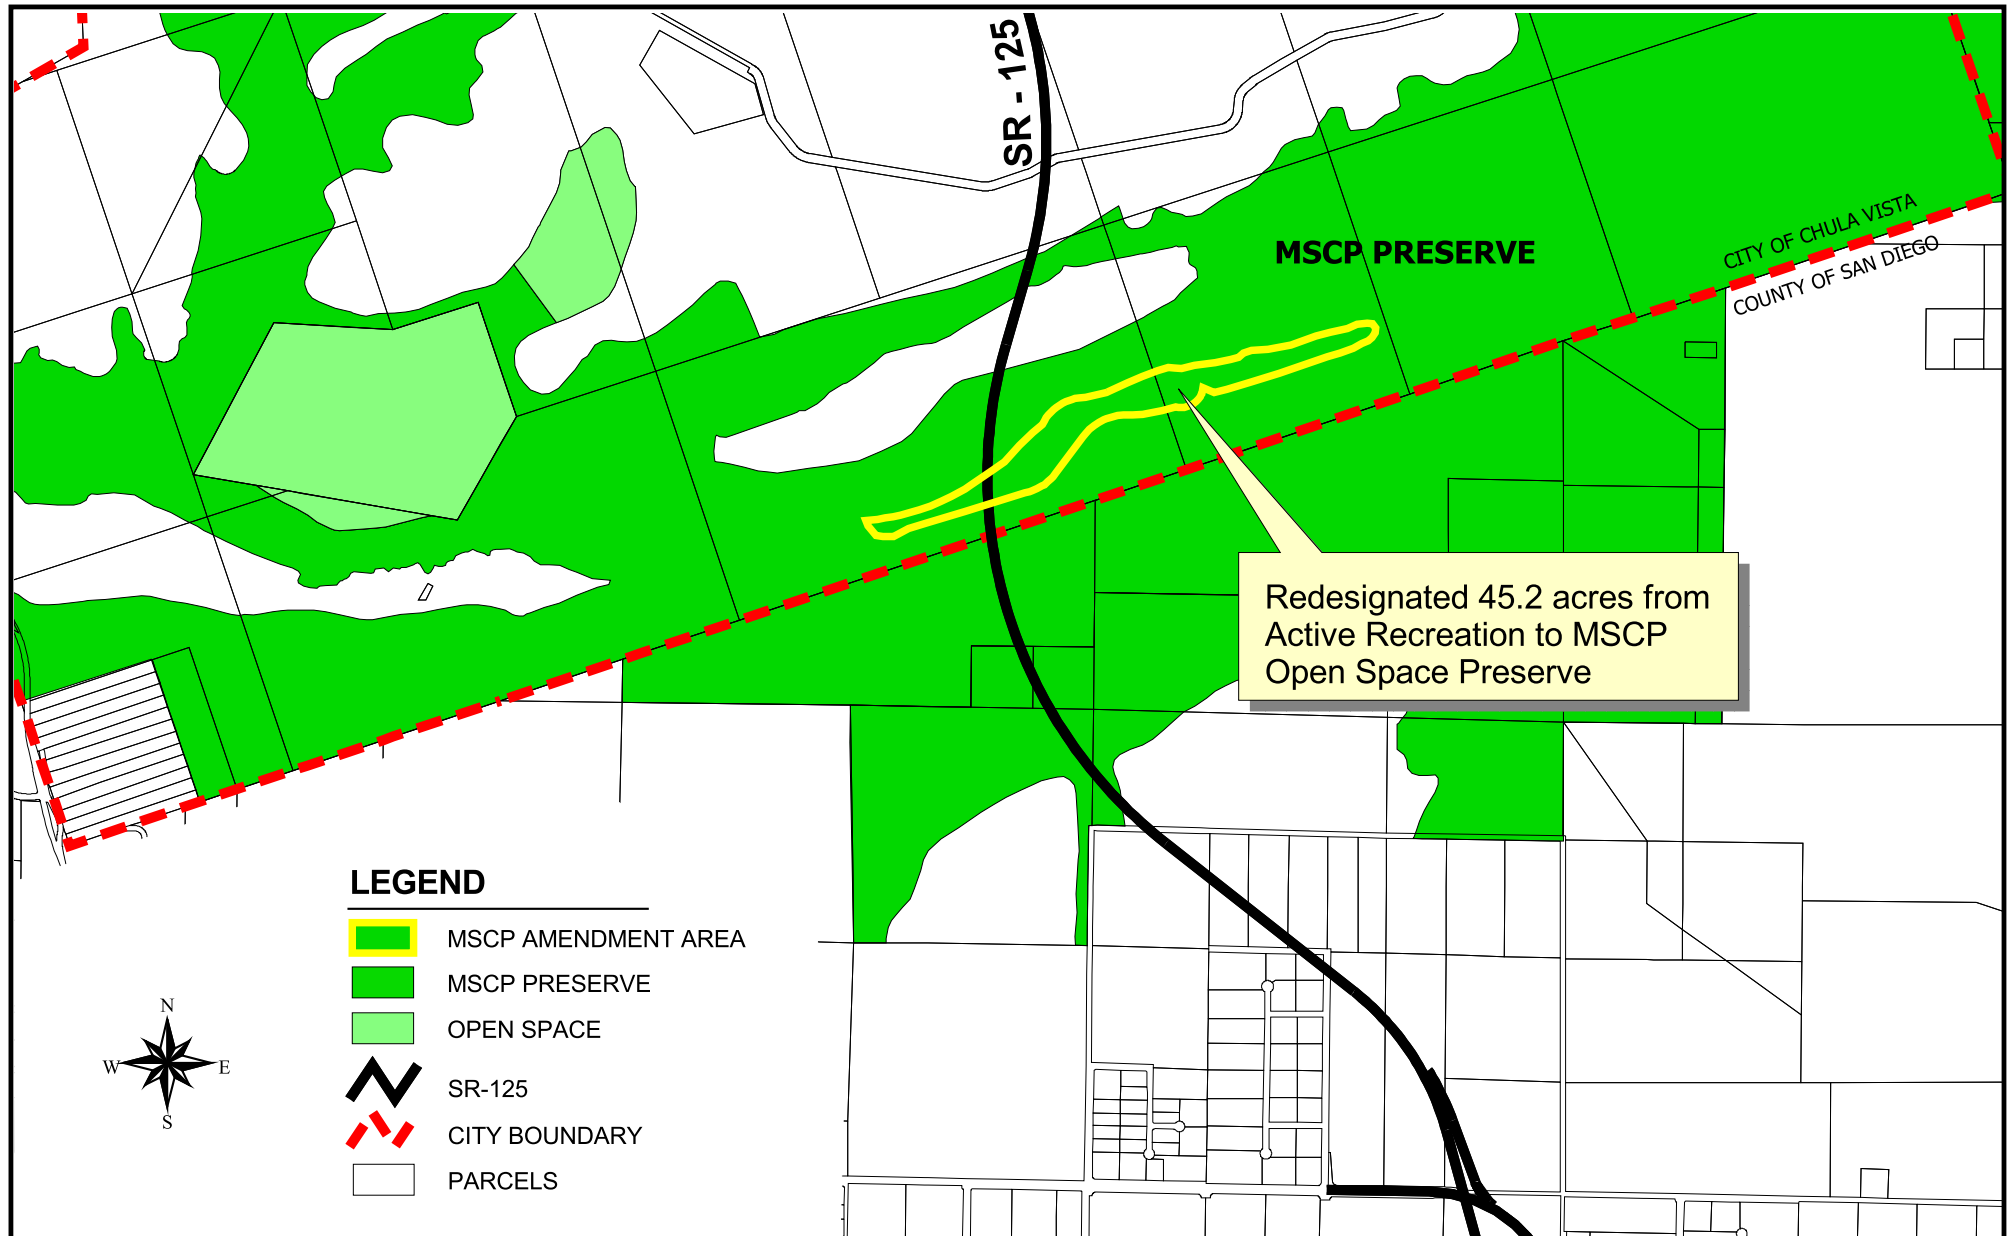 SR - 125
MSCP PRESERVE
CITY OF CHULA VISTA
COUNTY OF SAN DIEGO
Redesignated 45.2 acres from
Active Recreation to MSCP
Open Space Preserve
LEGEND
MSCP AMENDMENT AREA
MSCP PRESERVE
OPEN SPACE
SR-125
CITY BOUNDARY
PARCELS
N
W
E
S